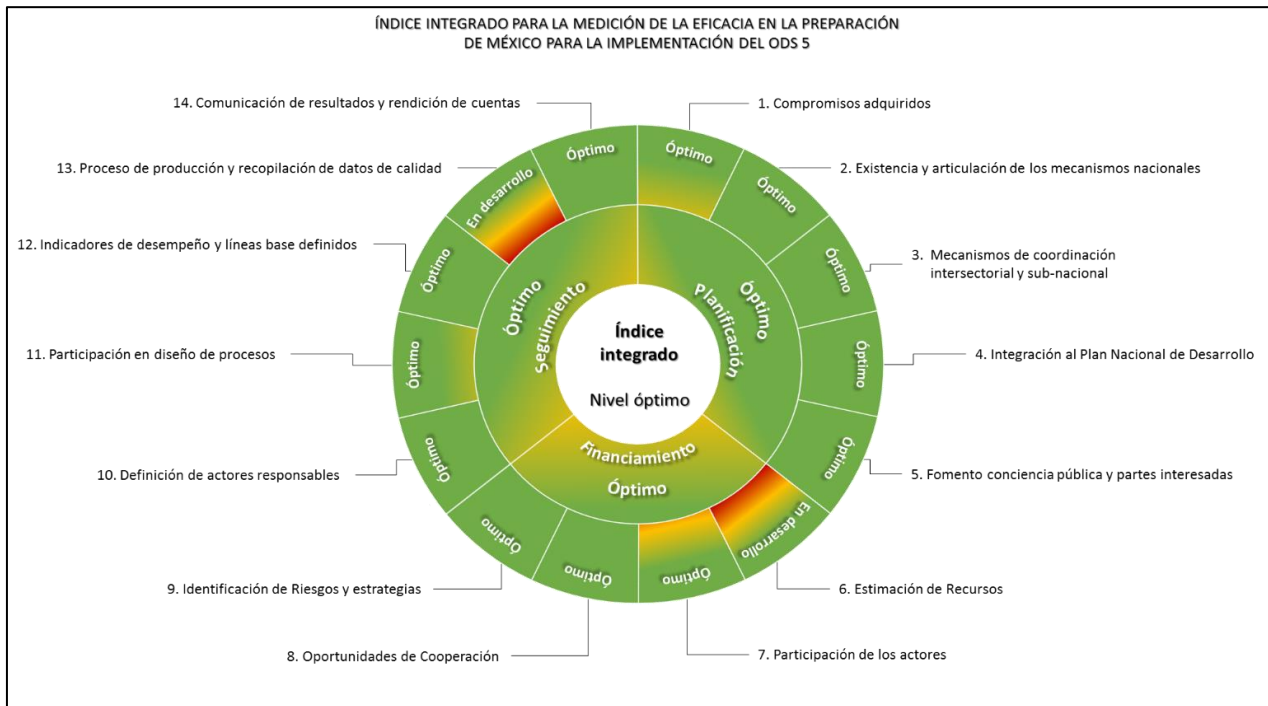 ÍNDICE INTEGRADO PARA LA MEDICIÓN DE LA EFICACIA EN LA PREPARACIÓN
DE MÉXICO PARA LA IMPLEMENTACIÓN DEL ODS 5
14. Comunicación de resultados y rendición de cuentas
1. Compromisos adquiridos
13. Proceso de producción y recopilación de datos de calidad
2. Existencia y articulación de los mecanismos nacionales
12. Indicadores de desempeño y líneas base definidos
3. Mecanismos de coordinación
intersectorial y sub-nacional
11. Participación en diseño de procesos
4. Integración al Plan Nacional de Desarrollo
10. Definición de actores responsables
5. Fomento conciencia pública y partes interesadas
9. Identificación de Riesgos y estrategias
6. Estimación de Recursos
8. Oportunidades de Cooperación
7. Participación de los actores
Óptimo
Óptimo
Óptimo
Óptimo
Óptimo
En desarrollo
Óptimo
Óptimo
Óptimo
Óptimo
Óptimo
Óptimo
En desarrollo
Óptimo
Óptimo
Planificación
Financiamiento
Óptimo
Óptimo
Seguimiento
Índice
integrado
Nivel óptimo